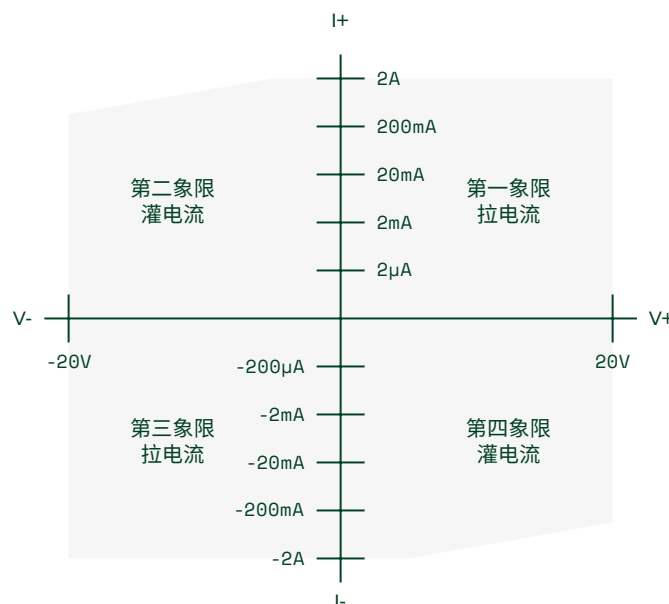 I+
2A
200mA
第二象限
灌电流
20mA
第一象限
拉电流
2mA
2µA
V-
V+
-20V
20V
-200µA
-2mA
第三象限
拉电流
第四象限
灌电流
-20mA
-200mA
-2A
I-